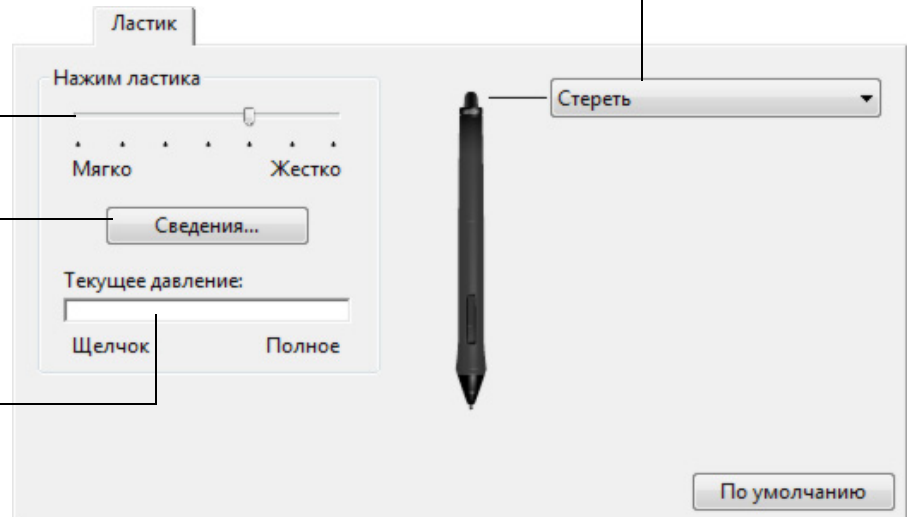 Ластик
Нажим ластика
Стереть
Мягко Жестко
Сведения...
Текущее давление:
Щелчок Полное
По умолчанию